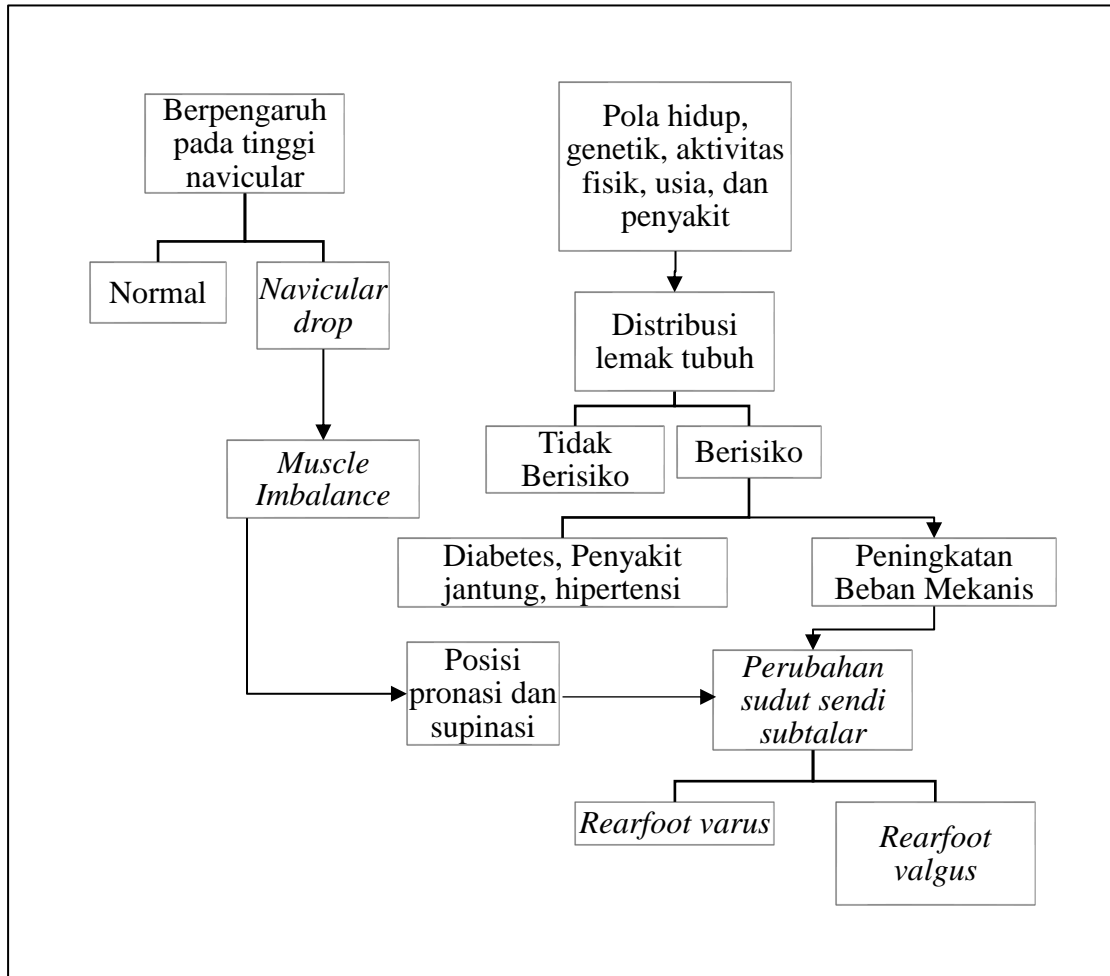 Berpengaruh
pada tinggi
navicular
Pola hidup,
genetik, aktivitas
fisik, usia, dan
penyakit
Normal
Navicular
drop
Distribusi
lemak tubuh
Muscle
Imbalance
Tidak
Berisiko
Berisiko
Diabetes, Penyakit
jantung, hipertensi
Peningkatan
Beban Mekanis
Posisi
pronasi dan
supinasi
Perubahan
sudut sendi
subtalar
Rearfoot varus
Rearfoot
valgus